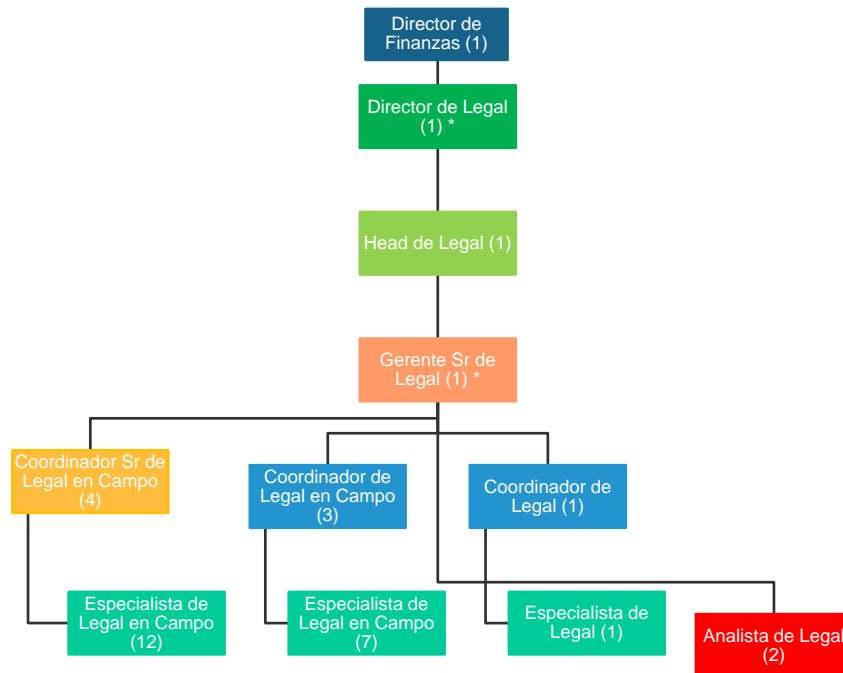 Director de
Finanzas (1)
Director de Legal
(1) *
Head de Legal (1)
Gerente Sr de
Legal (1) *
Coordinador Sr de
Legal en Campo
(4)
Coordinador de
Legal en Campo
(3)
Coordinador de
Legal (1)
Especialista de
Legal en Campo
(12)
Especialista de
Legal en Campo
(7)
Especialista de
Legal (1)
Analista de Legal
(2)